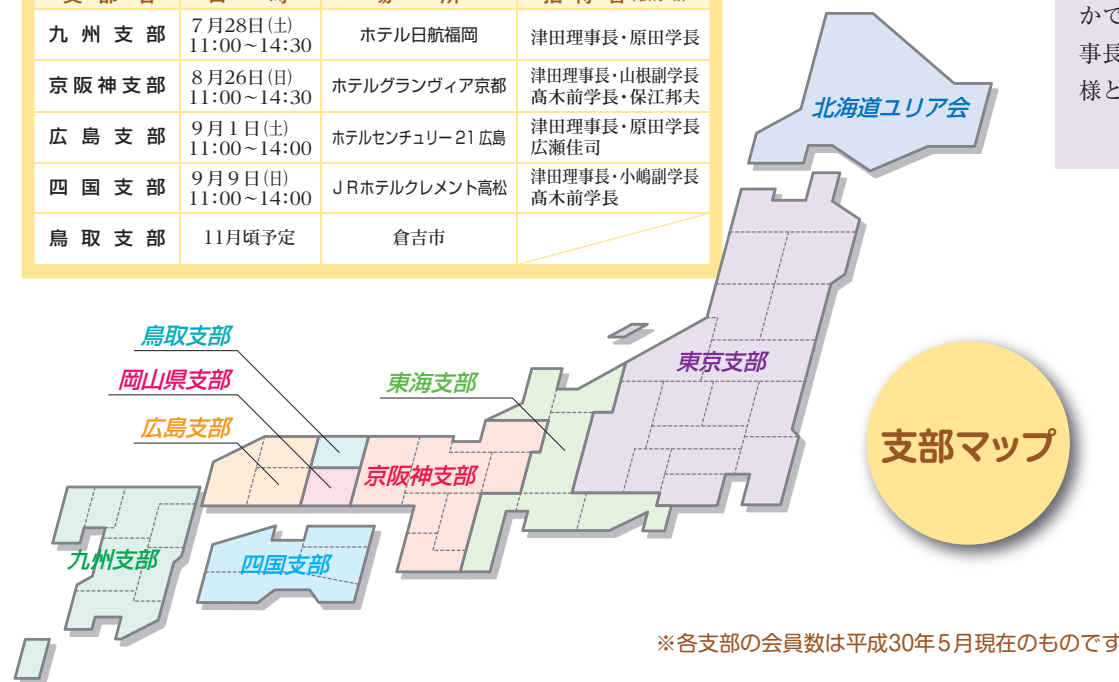 支部名 日時 場所 招待者
九州支部 7月28日(土) 11:00~14:30 ホテル日航福岡 津田理事長・原田学長
京阪神支部 8月26日(日) 11:00~14:30 ホテルグランヴィア京都 津田理事長・山根副学長
髙木前学長・保江邦夫
広島支部 9月1日(土) 11:00~14:00 ホテルセンチュリー21広島 津田理事長・原田学長
広瀬佳司
四国支部 9月9日(日) 11:00~14:00 JRホテルクレメント高松 津田理事長・小嶋副学長
髙木前学長
鳥取支部 11月頃予定 倉吉市
かで
事長
様と
北海道ユリア会
東京支部
鳥取支部
岡山県支部
広島支部
東海支部
京阪神支部
九州支部
四国支部
支部マップ
※各支部の会員数は平成30年5月現在のものです